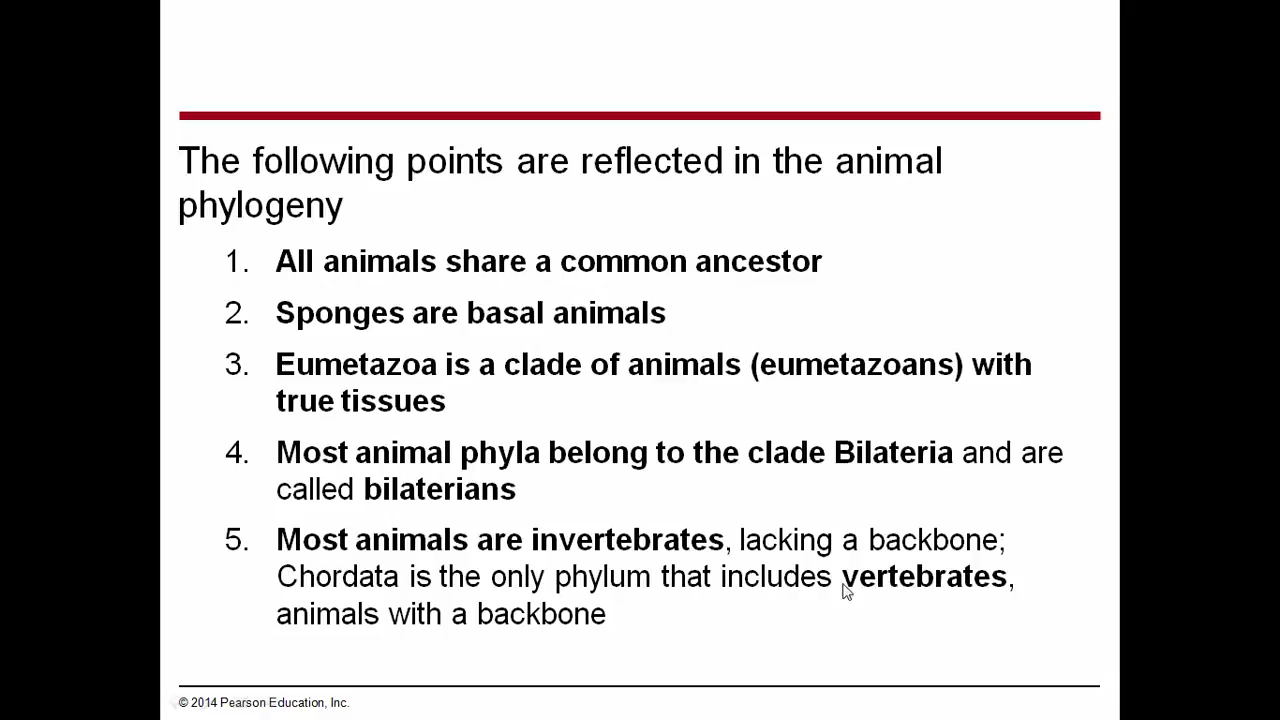 The following points are reflected in the animal
phylogeny
1. All animals share a common ancestor
2. Sponges are basal animals
3. Eumetazoa is a clade of animals (eumetazoans) with
true tissues
4. Most animal phyla belong to the clade Bilateria and are
called bilaterians
5. Most animals are invertebrates, lacking a backbone;
Chordata is the only phylum that includes vertebrates,
animals with a backbone
© 2014 Pearson Education, Inc.